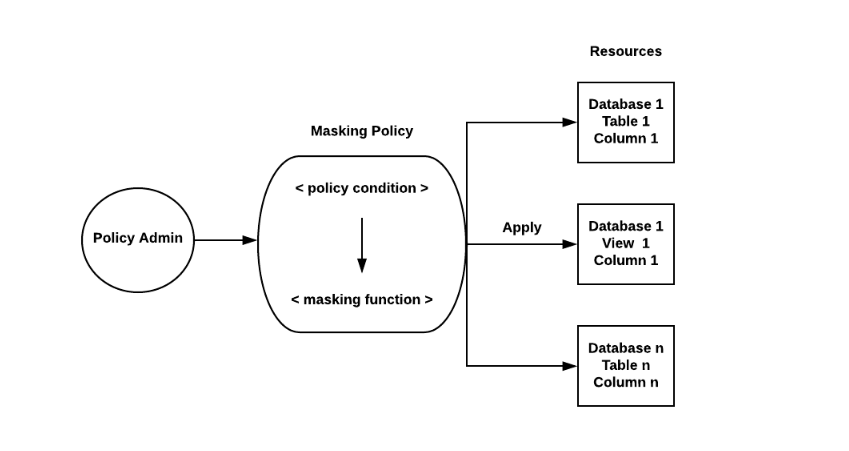 Resources
Database 1
Table 1
Column 1
Masking Policy
< policy condition >
Policy Admin
Apply
Database 1
View 1
Column 1
< masking function >
Database n
Table n
Column n